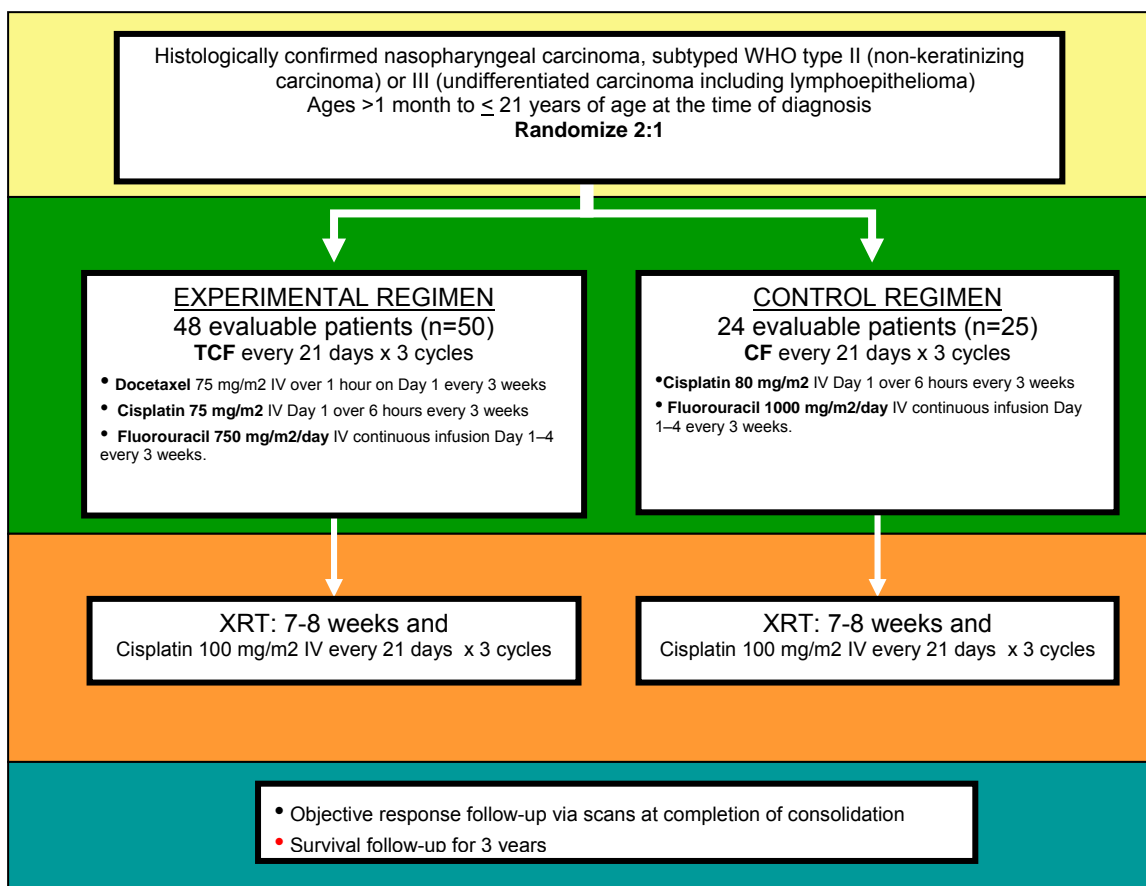 Histologically confirmed nasopharyngeal carcinoma, subtyped WHO type II (non-keratinizing
carcinoma) or III (undifferentiated carcinoma including lymphoepithelioma)
Ages >1 month to < 21 years of age at the time of diagnosis
Randomize 2:1
EXPERIMENTAL REGIMEN
48 evaluable patients (n=50)
TCF every 21 days x 3 cycles
• Docetaxel 75 mg/m2 IV over 1 hour on Day 1 every 3 weeks
• Cisplatin 75 mg/m2 IV Day 1 over 6 hours every 3 weeks
• Fluorouracil 750 mg/m2/day IV continuous infusion Day 1–4
every 3 weeks.
CONTROL REGIMEN
24 evaluable patients (n=25)
CF every 21 days x 3 cycles
•Cisplatin 80 mg/m2 IV Day 1 over 6 hours every 3 weeks
• Fluorouracil 1000 mg/m2/day IV continuous infusion Day
1–4 every 3 weeks.
XRT: 7-8 weeks and
Cisplatin 100 mg/m2 IV every 21 days x 3 cycles
XRT: 7-8 weeks and
Cisplatin 100 mg/m2 IV every 21 days x 3 cycles
• Objective response follow-up via scans at completion of consolidation
• Survival follow-up for 3 years